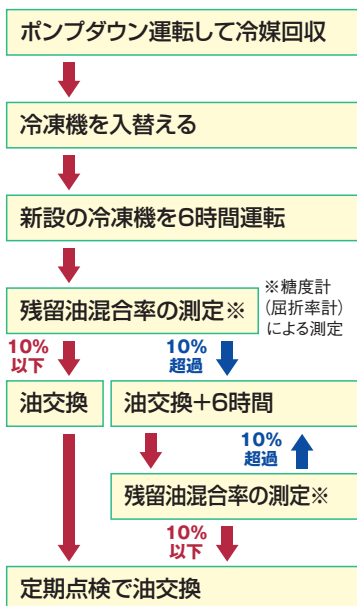 ポンプダウン運転して冷媒回収
冷凍機を入替える
新設の冷凍機を6時間運転
残留油混合率の測定※
※糖度計
(屈折率計)
による測定
10%
以下
10%
超過
油交換
油交換＋6時間
10%
超過
残留油混合率の測定※
10%
以下
定期点検で油交換